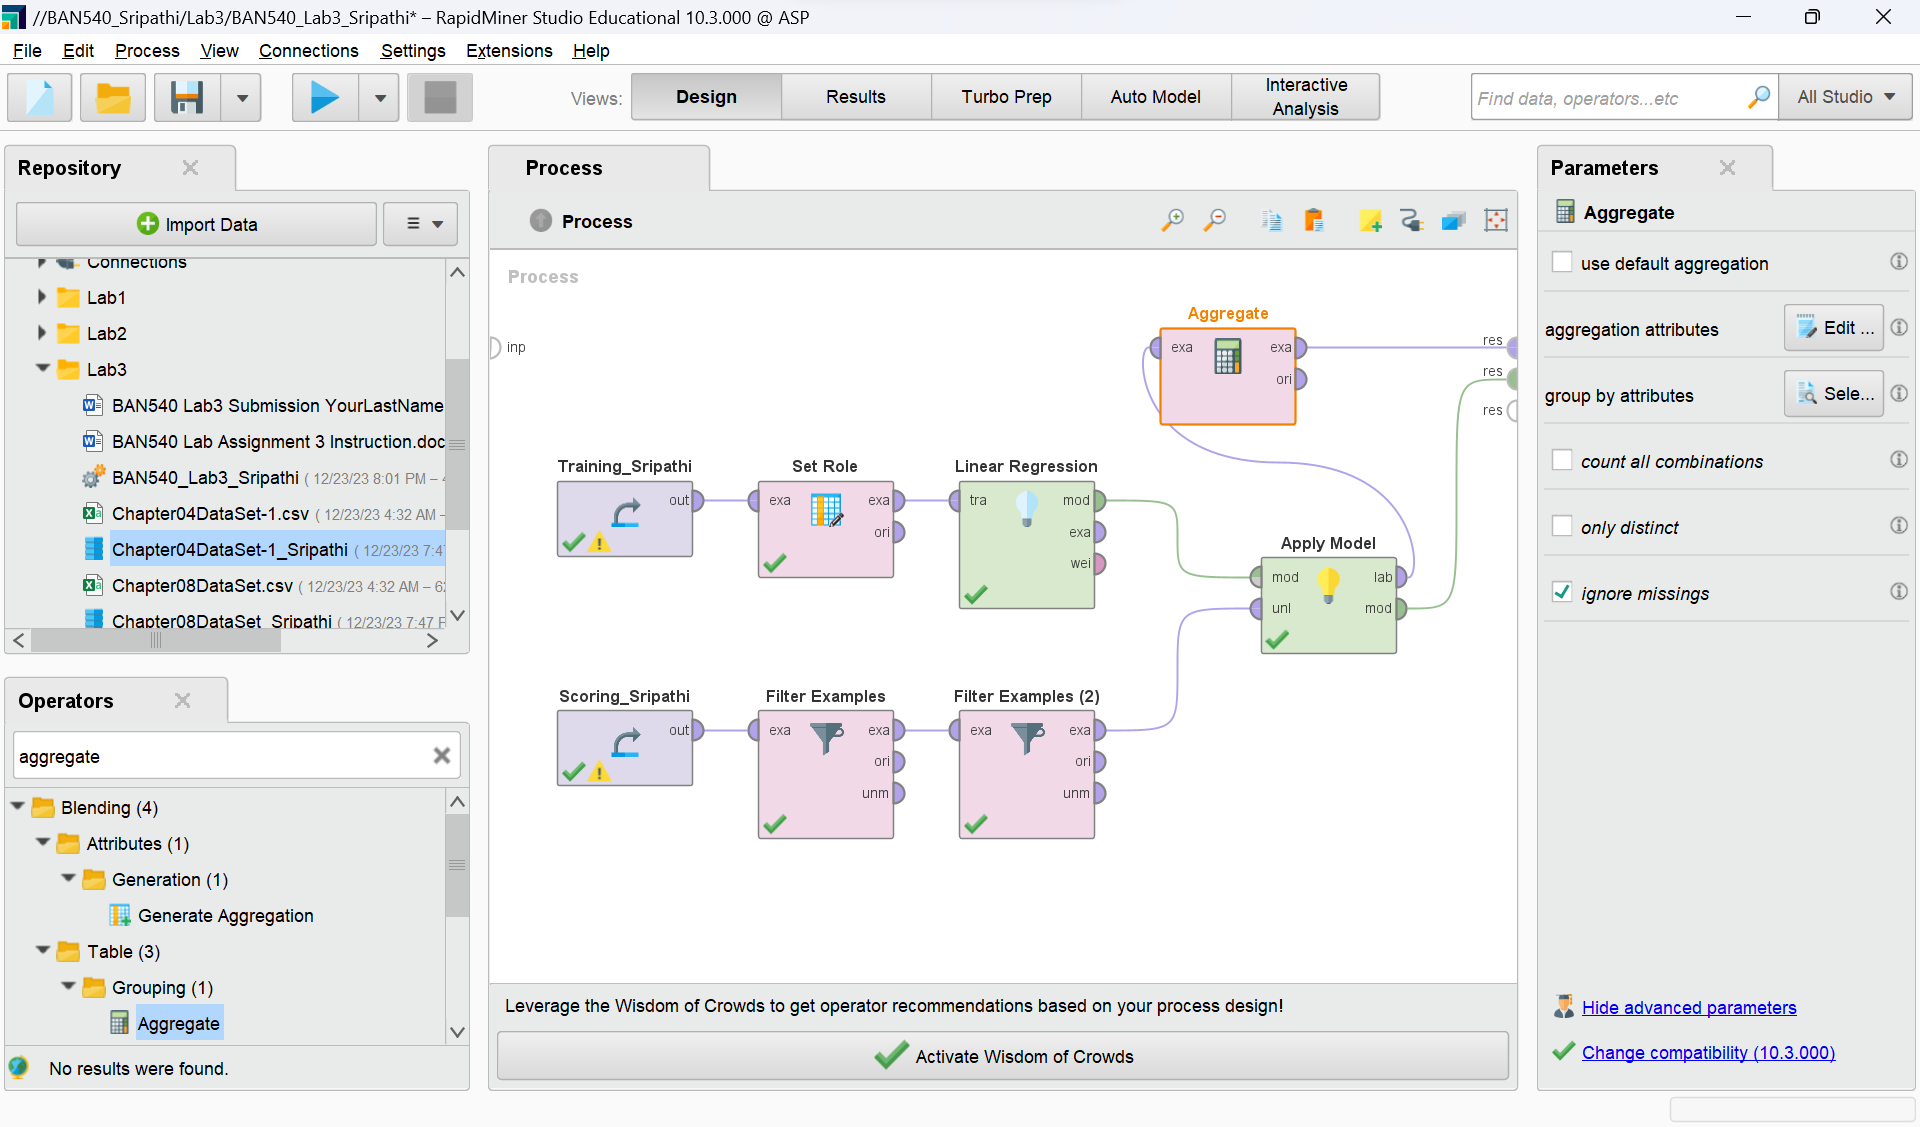 //BAN540_Sripathi/Lab3/BAN540_Lab3_Sripathi* – RapidMiner Studio Educational 10.3.000 @ ASP
File Edit Process View Connections Settings Extensions Help
Views: Design Results Turbo Prep Auto Model Interactive Analysis
Find data, operators...etc
All Studio
Repository
Import Data
Connections
Lab1
Lab2
Lab3
BAN540 Lab3 Submission YourLastName
BAN540 Lab Assignment 3 Instruction.doc
BAN540_Lab3_Sripathi ( 12/23/23 8:01 PM –
Chapter04DataSet-1.csv ( 12/23/23 4:32 AM –
Chapter04DataSet-1_Sripathi ( 12/23/23 7:47
Chapter08DataSet.csv ( 12/23/23 4:32 AM – 62
Chapter08DataSet_Sripathi ( 12/23/23 7:47 P
Operators
aggregate
Blending (4)
Attributes (1)
Generation (1)
Generate Aggregation
Table (3)
Grouping (1)
Aggregate
No results were found.
Process
Process
Process
inp
Aggregate
exa exa
ori
res
res
res
Training_Sripathi
out
Set Role
exa exa
ori
Linear Regression
tra mod
exa
wei
Apply Model
mod lab
unl mod
Scoring_Sripathi
out
Filter Examples
exa exa
ori
unm
Filter Examples (2)
exa exa
ori
unm
Leverage the Wisdom of Crowds to get operator recommendations based on your process design!
Activate Wisdom of Crowds
Parameters
Aggregate
use default aggregation
aggregation attributes Edit ...
group by attributes Sele...
count all combinations
only distinct
ignore missings
Hide advanced parameters
Change compatibility (10.3.000)